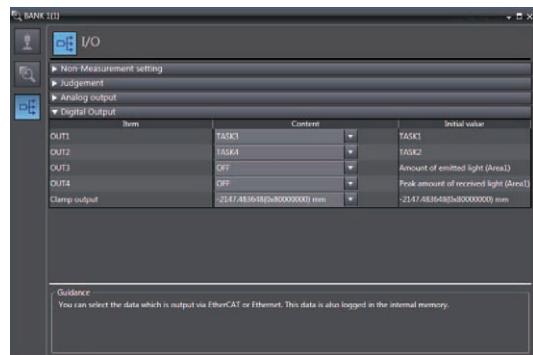 BANK 1(1)
I/O
Non-Measurement setting
Judgement
Analog output
Digital Output
Item Content Initial value
OUT1 TASK3 TASK1
OUT2 TASK4 TASK2
OUT3 OFF Amount of emitted light (Area1)
OUT4 OFF Peak amount of received light (Area1)
Clamp output -2147.483648(0x80000000) mm -2147.483648(0x80000000) mm
Guidance
You can select the data which is output via EtherCAT or Ethernet. This data is also logged in the internal memory.